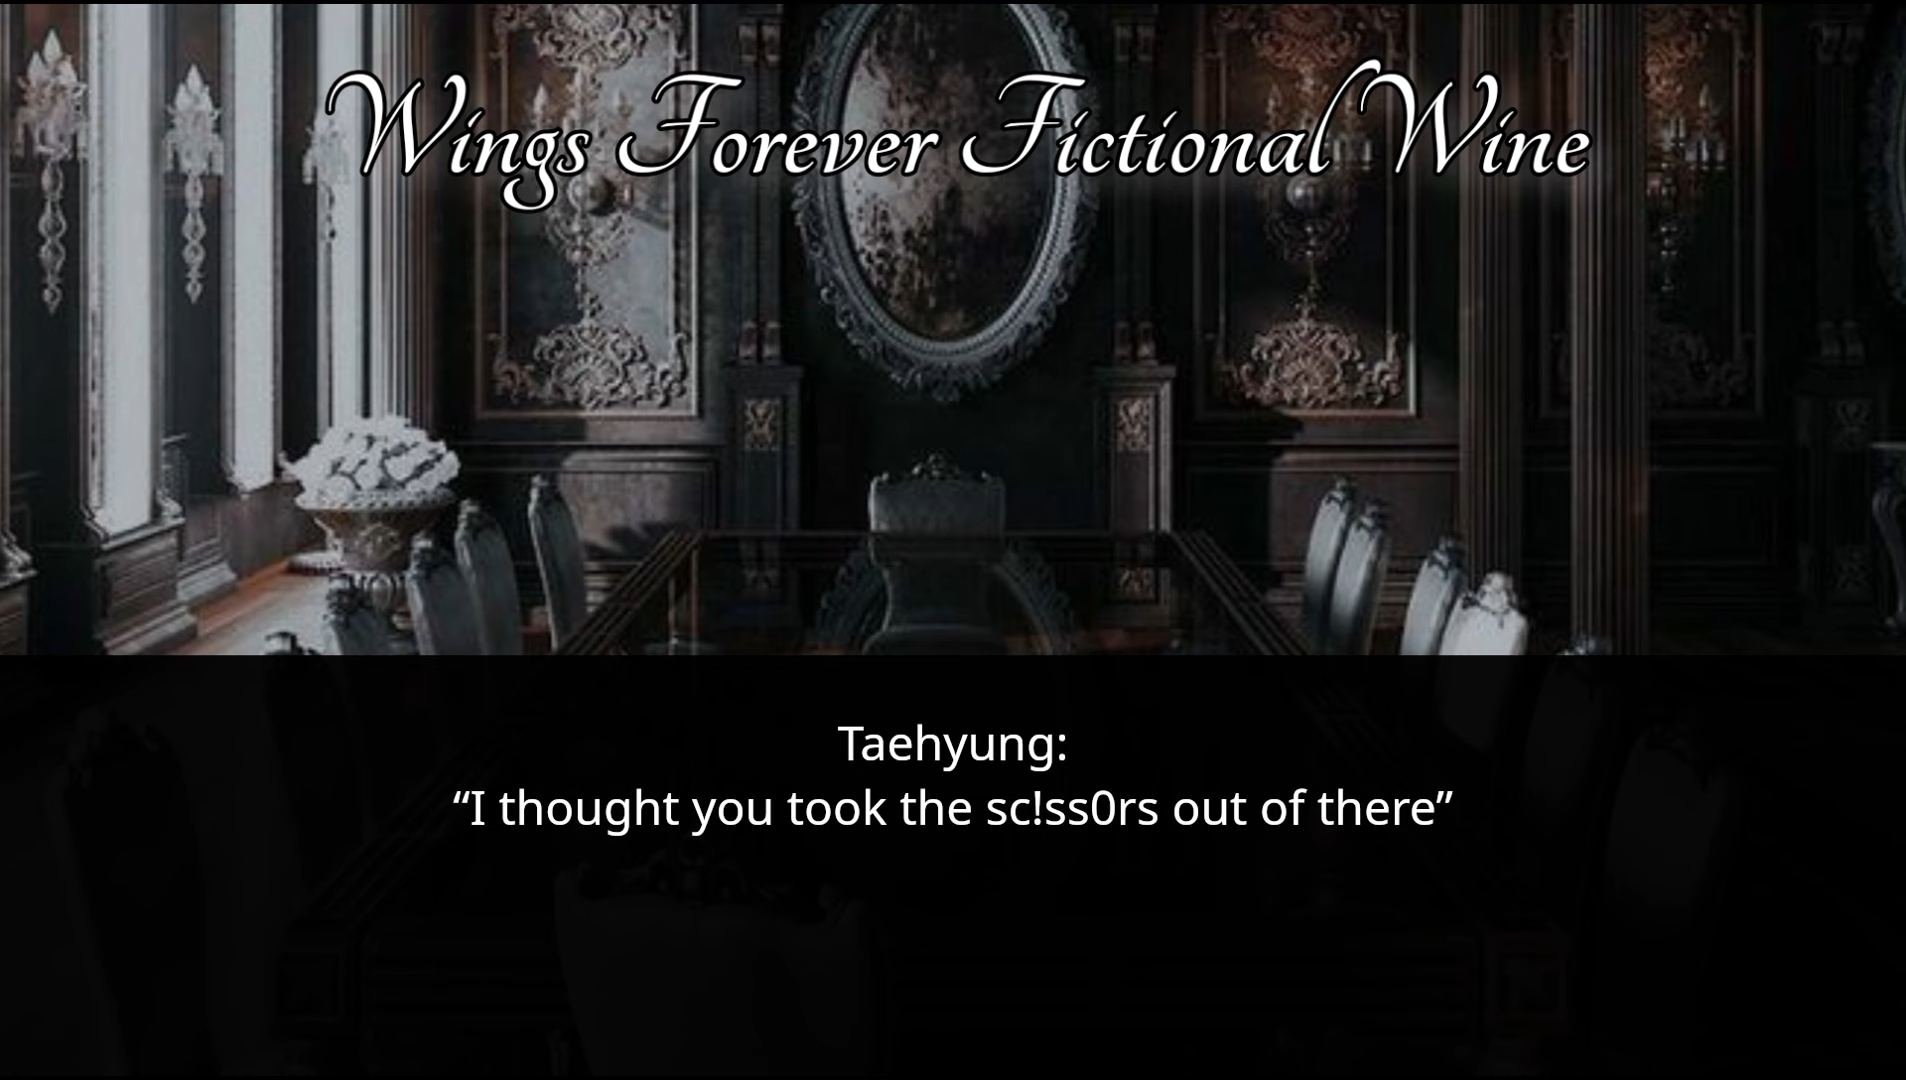 Wings Forever Fictional Wine
Taehyung:
“I thought you took the sc!ss0rs out of there”